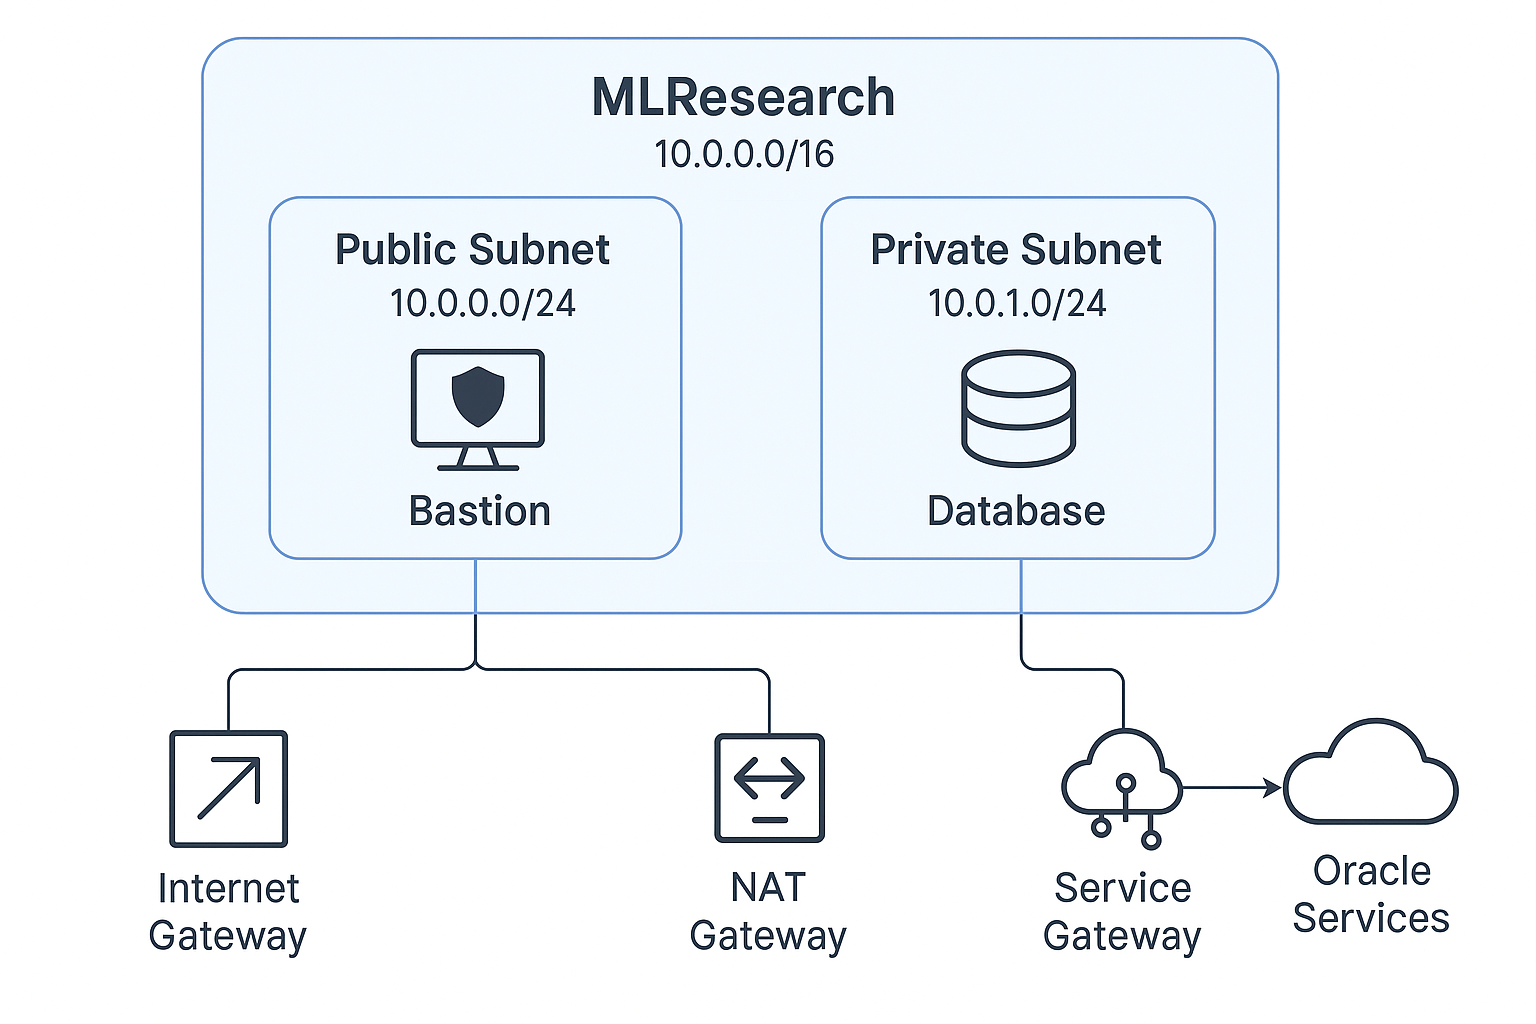 MLResearch
10.0.0.0/16
Public Subnet
10.0.0.0/24
Bastion
Private Subnet
10.0.1.0/24
Database
Internet
Gateway
NAT
Gateway
Service
Gateway
Oracle
Services